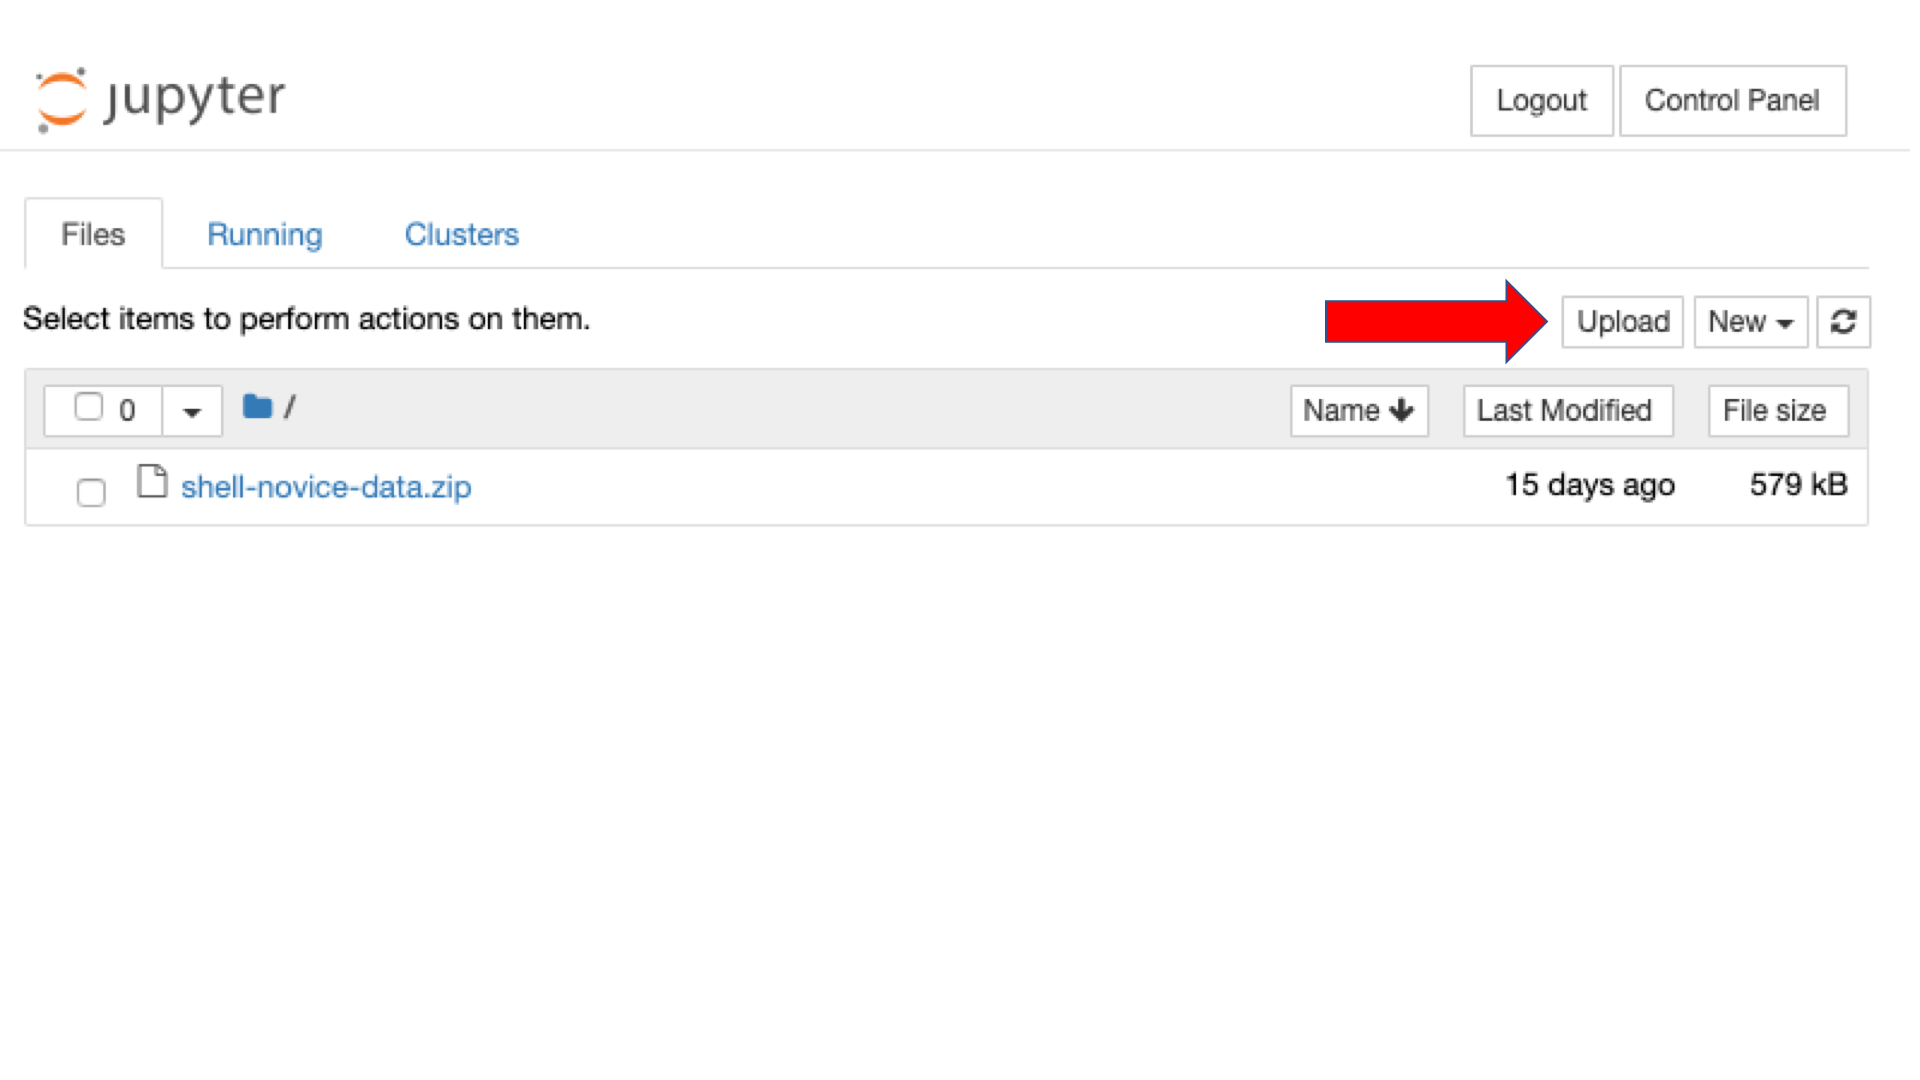 jupyter
Logout Control Panel
Files Running Clusters
Select items to perform actions on them.
Upload New
0 / Name Last Modified File size
shell-novice-data.zip 15 days ago 579 kB